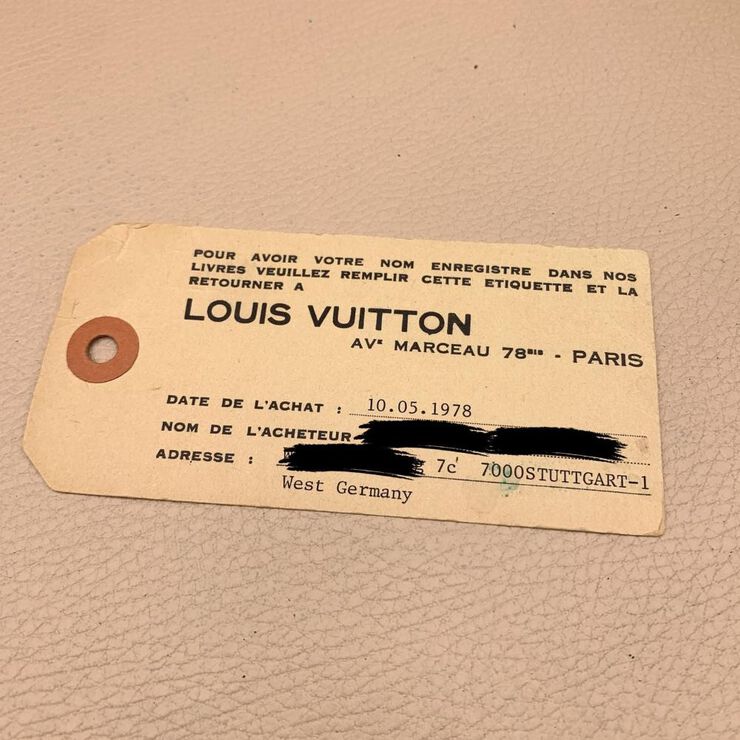 POUR AVOIR VOTRE NOM ENREGISTRE DANS NOS
LIVRES VEUILLEZ REMPLIR CETTE ETIQUETTE ET LA
RETOURNER A
LOUIS VUITTON
AVᴱ MARCEAU 78ᴮᴵˢ - PARIS
DATE DE L'ACHAT : 10.05.1978
NOM DE L'ACHETEUR
ADRESSE : 7c' 7000STUTTGART-1
West Germany